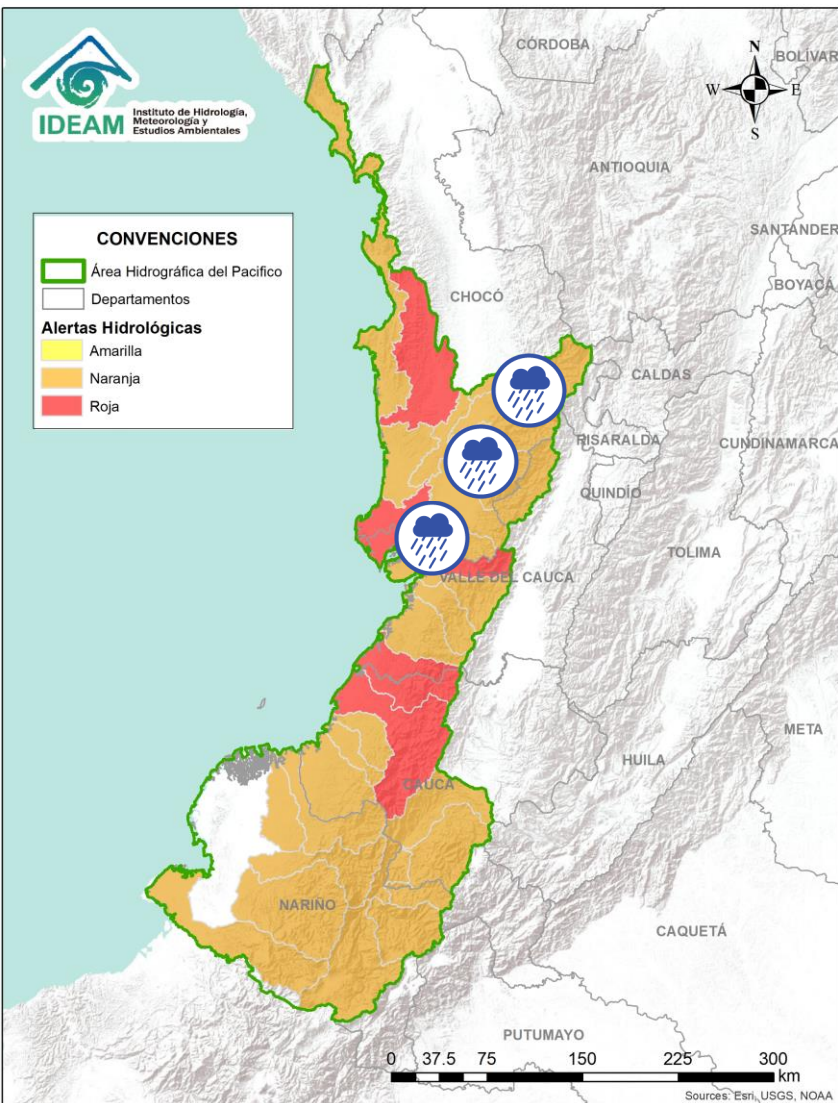 IDEAM
Instituto de Hidrología,
Meteorología y
Estudios Ambientales
CÓRDOBA
BOLÍVAR
N
W
E
S
ANTIOQUIA
SANTANDER
BOYACÁ
CONVENCIONES
Área Hidrográfica del Pacifico
Departamentos
Alertas Hidrológicas
Amarilla
Naranja
Roja
CHOCÓ
CALDAS
RISARALDA
CUNDINAMARCA
QUINDÍO
TOLIMA
VALLE DEL CAUCA
META
HUILA
CAUCA
NARIÑO
CAQUETÁ
PUTUMAYO
0 37.5 75 150 225 300
km
Sources: Esri, USGS, NOAA